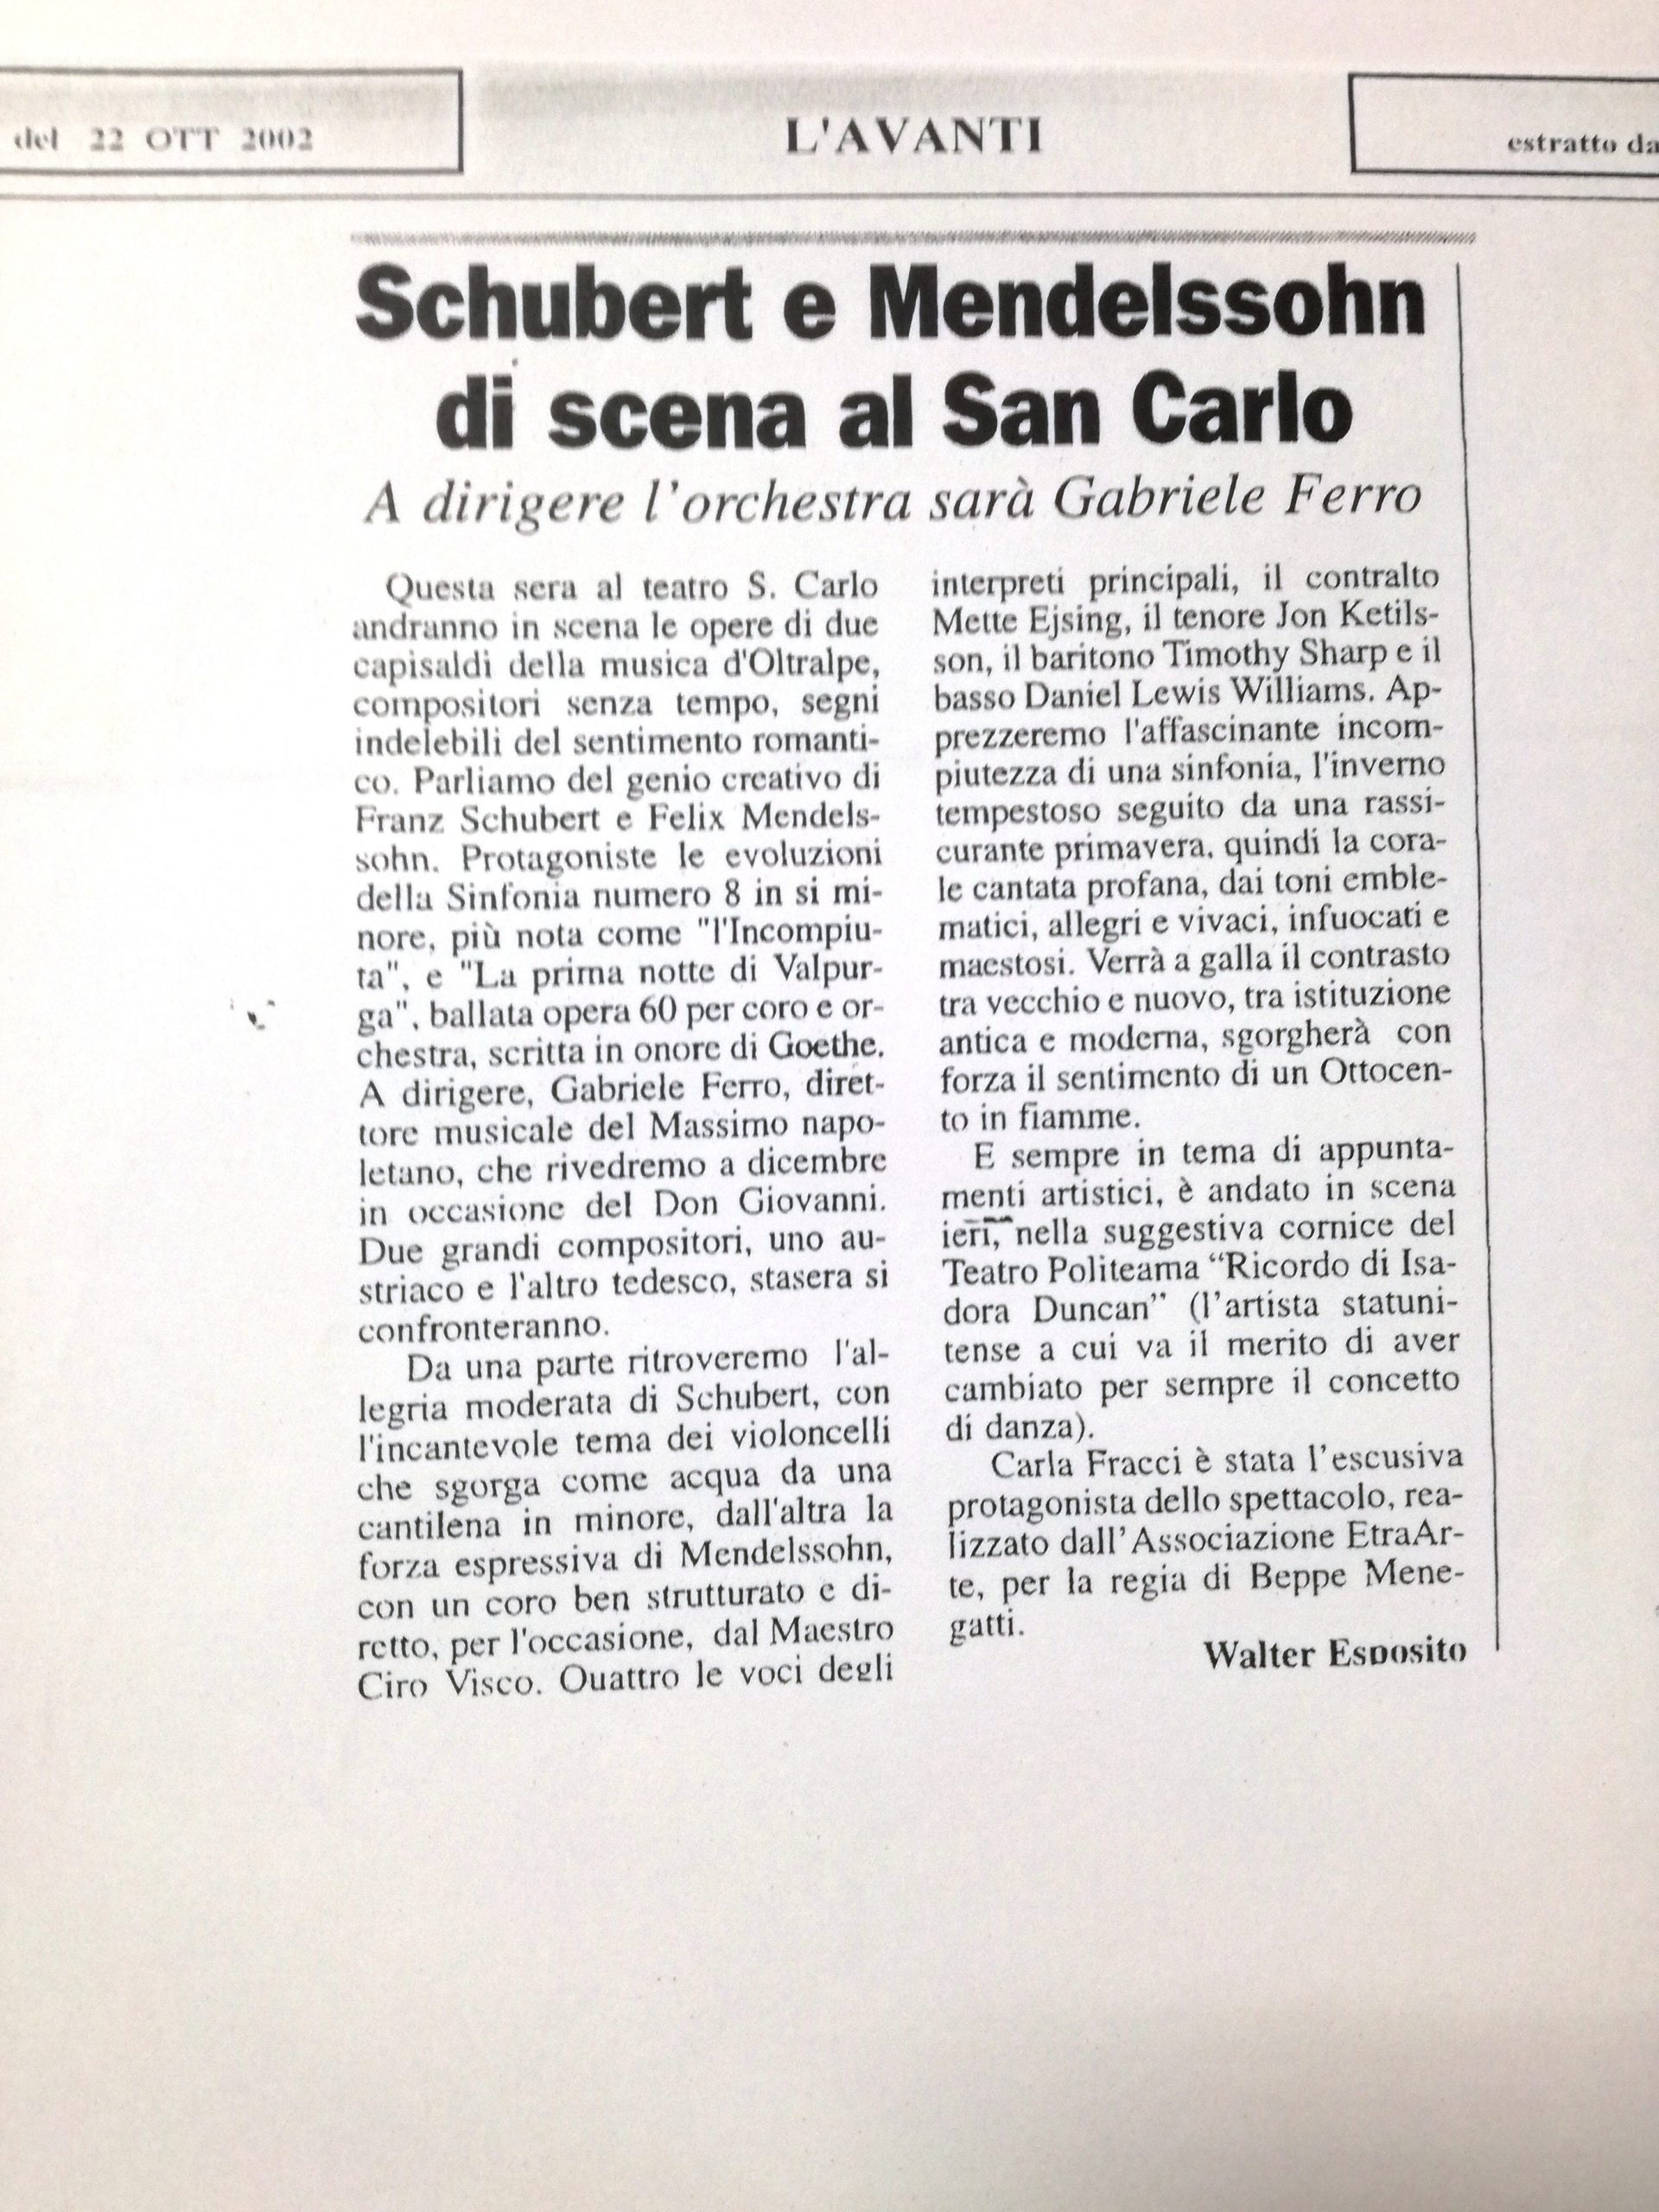 del 22 OTT 2002
L'AVANTI
estratto da
Schubert e Mendelssohn
di scena al San Carlo
A dirigere l'orchestra sarà Gabriele Ferro
Questa sera al teatro S. Carlo
andranno in scena le opere di due
capisaldi della musica d'Oltralpe,
compositori senza tempo, segni
indelebili del sentimento romanti-
co. Parliamo del genio creativo di
Franz Schubert e Felix Mendels-
sohn. Protagoniste le evoluzioni
della Sinfonia numero 8 in si mi-
nore, più nota come "l'Incompiu-
ta", e "La prima notte di Valpur-
ga", ballata opera 60 per coro e or-
chestra, scritta in onore di Goethe.
A dirigere, Gabriele Ferro, diret-
tore musicale del Massimo napo-
letano, che rivedremo a dicembre
in occasione del Don Giovanni.
Due grandi compositori, uno au-
striaco e l'altro tedesco, stasera si
confronteranno.
Da una parte ritroveremo l'al-
legria moderata di Schubert, con
l'incantevole tema dei violoncelli
che sgorga come acqua da una
cantilena in minore, dall'altra la
forza espressiva di Mendelssohn,
con un coro ben strutturato e di-
retto, per l'occasione, dal Maestro
Ciro Visco. Quattro le voci degli
interpreti principali, il contralto
Mette Ejsing, il tenore Jon Ketils-
son, il baritono Timothy Sharp e il
basso Daniel Lewis Williams. Ap-
prezzeremo l'affascinante incom-
piutezza di una sinfonia, l'inverno
tempestoso seguito da una rassi-
curante primavera, quindi la cora-
le cantata profana, dai toni emble-
matici, allegri e vivaci, infuocati e
maestosi. Verrà a galla il contrasto
tra vecchio e nuovo, tra istituzione
antica e moderna, sgorgherà con
forza il sentimento di un Ottocen-
to in fiamme.
E sempre in tema di appunta-
menti artistici, è andato in scena
ieri, nella suggestiva cornice del
Teatro Politeama “Ricordo di Isa-
dora Duncan” (l’artista statuni-
tense a cui va il merito di aver
cambiato per sempre il concetto
di danza).
Carla Fracci è stata l’escusiva
protagonista dello spettacolo, rea-
lizzato dall’Associazione EtraAr-
te, per la regia di Beppe Mene-
gatti.
Walter Esposito